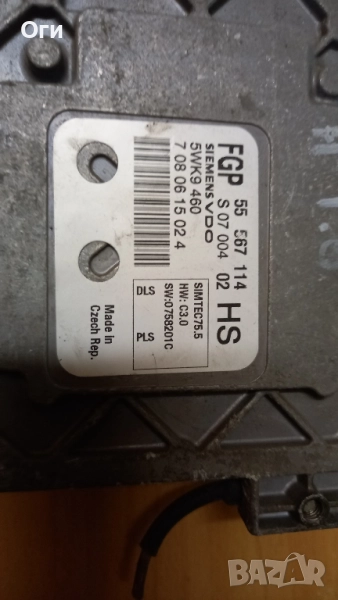 Оги
FGP 55 567 114
S 07 004 02 HS
SIEMENS VDO
5WK9 460
7 08 06 15 02 4
SIMTEC75.5
HW: C3.0
SW:0758201C
DLS
PLS
Made in
Czech Rep.
BAZAR